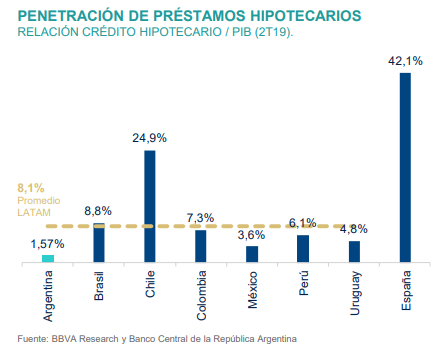 PENETRACIÓN DE PRÉSTAMOS HIPOTECARIOS
RELACIÓN CRÉDITO HIPOTECARIO / PIB (2T19).
42,1%
24,9%
8,1%
Promedio
LATAM
8,8%
7,3%
6,1%
4,8%
3,6%
1,57%
Argentina
Brasil
Chile
Colombia
México
Perú
Uruguay
España
Fuente: BBVA Research y Banco Central de la República Argentina